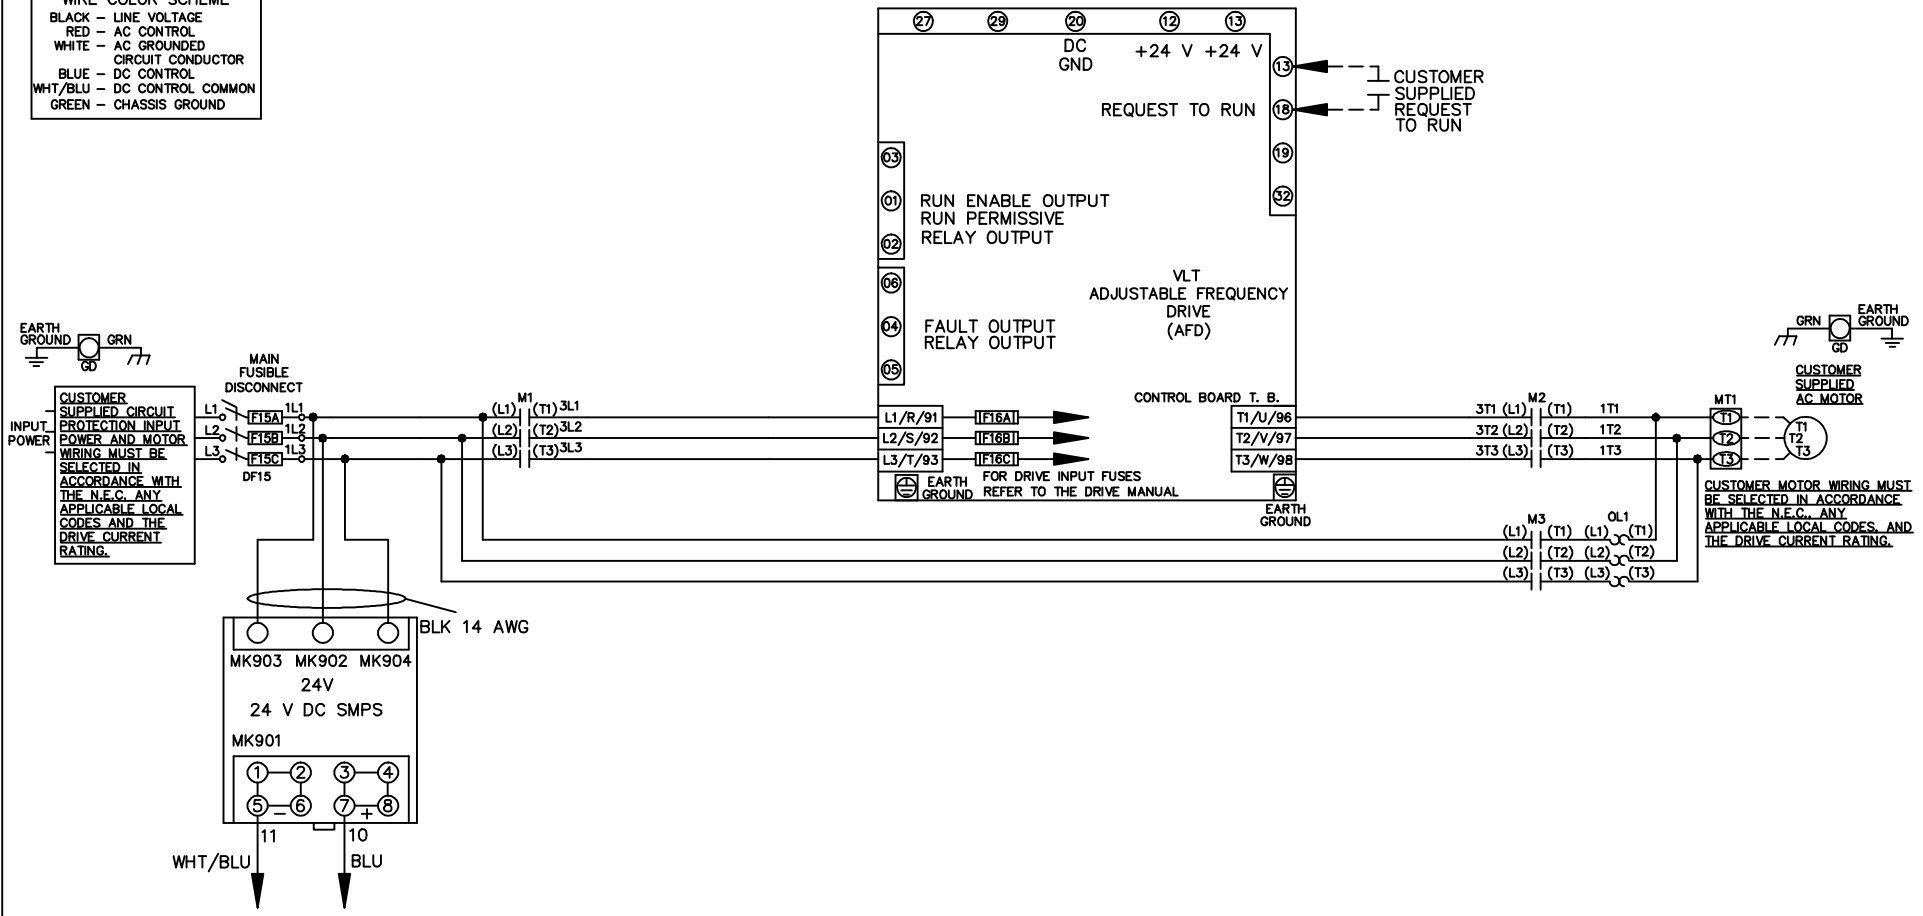 WIRE COLOR SCHEME
BLACK – LINE VOLTAGE
RED – AC CONTROL
WHITE – AC GROUNDED
CIRCUIT CONDUCTOR
BLUE – DC CONTROL
WHT/BLU – DC CONTROL COMMON
GREEN – CHASSIS GROUND
27 29 20 12 13
DC
GND
+24 V +24 V
13
REQUEST TO RUN 18
19
32
CUSTOMER
SUPPLIED
REQUEST
TO RUN
03
01
02
RUN ENABLE OUTPUT
RUN PERMISSIVE
RELAY OUTPUT
06
04
05
FAULT OUTPUT
RELAY OUTPUT
VLT
ADJUSTABLE FREQUENCY
DRIVE
(AFD)
CONTROL BOARD T. B.
L1/R/91 F16A T1/U/96
L2/S/92 F16B T2/V/97
L3/T/93 F16C T3/W/98
EARTH
GROUND
FOR DRIVE INPUT FUSES
REFER TO THE DRIVE MANUAL
EARTH
GROUND
EARTH
GROUND
GRN
GD
INPUT
POWER
CUSTOMER
SUPPLIED CIRCUIT
PROTECTION INPUT
POWER AND MOTOR
WIRING MUST BE
SELECTED IN
ACCORDANCE WITH
THE N.E.C. ANY
APPLICABLE LOCAL
CODES AND THE
DRIVE CURRENT
RATING.
MAIN
FUSIBLE
DISCONNECT
L1 F15A 1L1
L2 F15B 1L2
L3 F15C 1L3
DF15
M1
(L1) (T1) 3L1
(L2) (T2) 3L2
(L3) (T3) 3L3
M2
3T1 (L1) (T1) 1T1
3T2 (L2) (T2) 1T2
3T3 (L3) (T3) 1T3
M3 OL1
(L1) (T1) (L1) (T1)
(L2) (T2) (L2) (T2)
(L3) (T3) (L3) (T3)
MT1
T1
T2
T3
T1
T2
T3
GRN
GD
EARTH
GROUND
CUSTOMER
SUPPLIED
AC MOTOR
CUSTOMER MOTOR WIRING MUST
BE SELECTED IN ACCORDANCE
WITH THE N.E.C., ANY
APPLICABLE LOCAL CODES, AND
THE DRIVE CURRENT RATING.
BLK 14 AWG
MK903 MK902 MK904
24V
24 V DC SMPS
MK901
1 2 3 4
5 – 6 7 + 8
11 10
WHT/BLU BLU